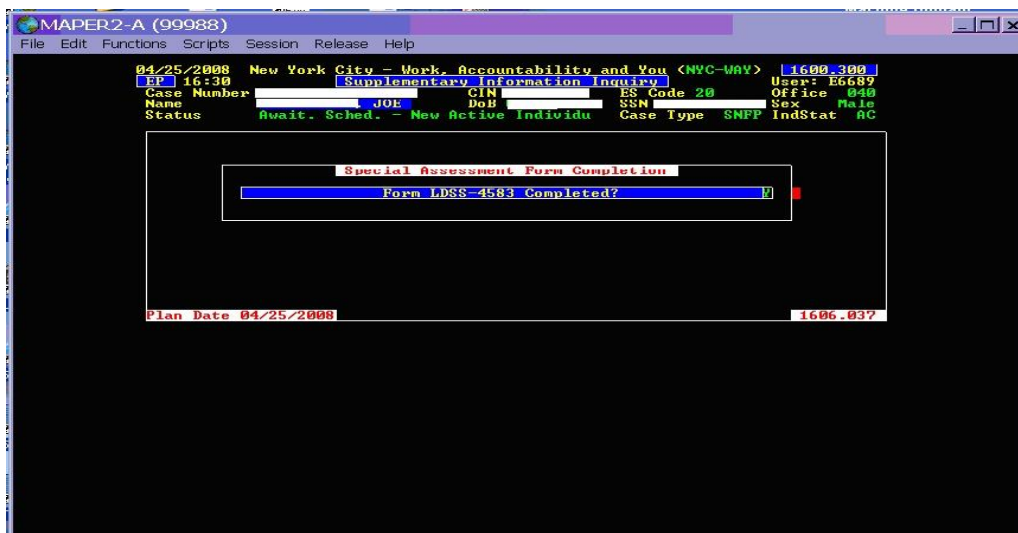 MAPER2-A (99988)
File Edit Functions Scripts Session Release Help
04/25/2008 New York City - Work, Accountability and You (NYC-WAY) 1600.300
EP 16:30 Supplementary Information Inquiry User: E6689
Case Number CIN ES Code 20 Office 040
Name , JOE DoB SSN Sex Male
Status Await. Sched. - New Active Individu Case Type SNFP IndStat AC
Special Assessment Form Completion
Form LDSS-4583 Completed? Y
Plan Date 04/25/2008 1606.037